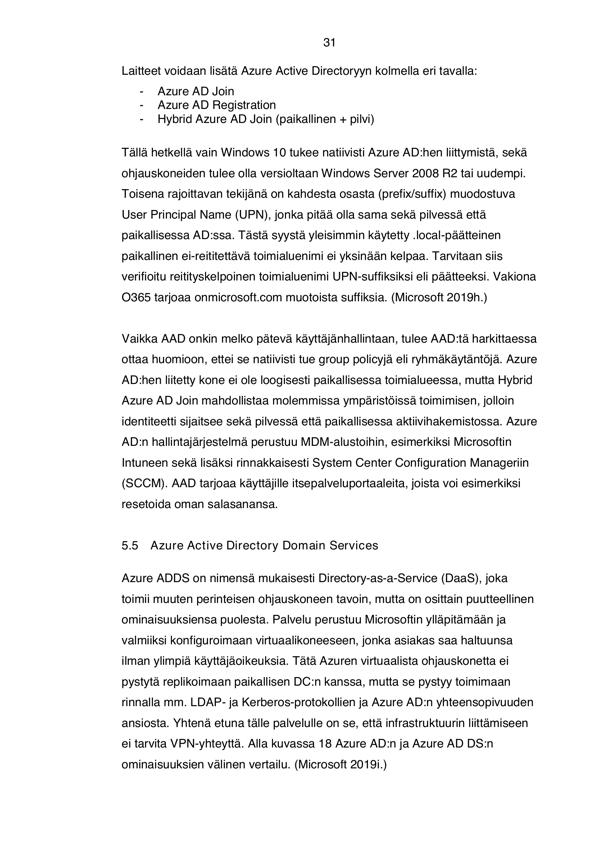 31
Laitteet voidaan lisätä Azure Active Directoryyn kolmella eri tavalla:
- Azure AD Join
- Azure AD Registration
- Hybrid Azure AD Join (paikallinen + pilvi)
Tällä hetkellä vain Windows 10 tukee natiivisti Azure AD:hen liittymistä, sekä
ohjauskoneiden tulee olla versioltaan Windows Server 2008 R2 tai uudempi.
Toisena rajoittavan tekijänä on kahdesta osasta (prefix/suffix) muodostuva
User Principal Name (UPN), jonka pitää olla sama sekä pilvessä että
paikallisessa AD:ssa. Tästä syystä yleisimmin käytetty .local-päätteinen
paikallinen ei-reititettävä toimialuenimi ei yksinään kelpaa. Tarvitaan siis
verifioitu reitityskelpoinen toimialuenimi UPN-suffiksiksi eli päätteeksi. Vakiona
O365 tarjoaa onmicrosoft.com muotoista suffiksia. (Microsoft 2019h.)
Vaikka AAD onkin melko pätevä käyttäjänhallintaan, tulee AAD:tä harkittaessa
ottaa huomioon, ettei se natiivisti tue group policyjä eli ryhmäkäytäntöjä. Azure
AD:hen liitetty kone ei ole loogisesti paikallisessa toimialueessa, mutta Hybrid
Azure AD Join mahdollistaa molemmissa ympäristöissä toimimisen, jolloin
identiteetti sijaitsee sekä pilvessä että paikallisessa aktiivihakemistossa. Azure
AD:n hallintajärjestelmä perustuu MDM-alustoihin, esimerkiksi Microsoftin
Intuneen sekä lisäksi rinnakkaisesti System Center Configuration Manageriin
(SCCM). AAD tarjoaa käyttäjille itsepalveluportaaleita, joista voi esimerkiksi
resetoida oman salasanansa.
5.5 Azure Active Directory Domain Services
Azure ADDS on nimensä mukaisesti Directory-as-a-Service (DaaS), joka
toimii muuten perinteisen ohjauskoneen tavoin, mutta on osittain puutteellinen
ominaisuuksiensa puolesta. Palvelu perustuu Microsoftin ylläpitämään ja
valmiiksi konfiguroimaan virtuaalikoneeseen, jonka asiakas saa haltuunsa
ilman ylimpiä käyttäjäoikeuksia. Tätä Azuren virtuaalista ohjauskonetta ei
pystytä replikoimaan paikallisen DC:n kanssa, mutta se pystyy toimimaan
rinnalla mm. LDAP- ja Kerberos-protokollien ja Azure AD:n yhteensopivuuden
ansiosta. Yhtenä etuna tälle palvelulle on se, että infrastruktuurin liittämiseen
ei tarvita VPN-yhteyttä. Alla kuvassa 18 Azure AD:n ja Azure AD DS:n
ominaisuuksien välinen vertailu. (Microsoft 2019i.)